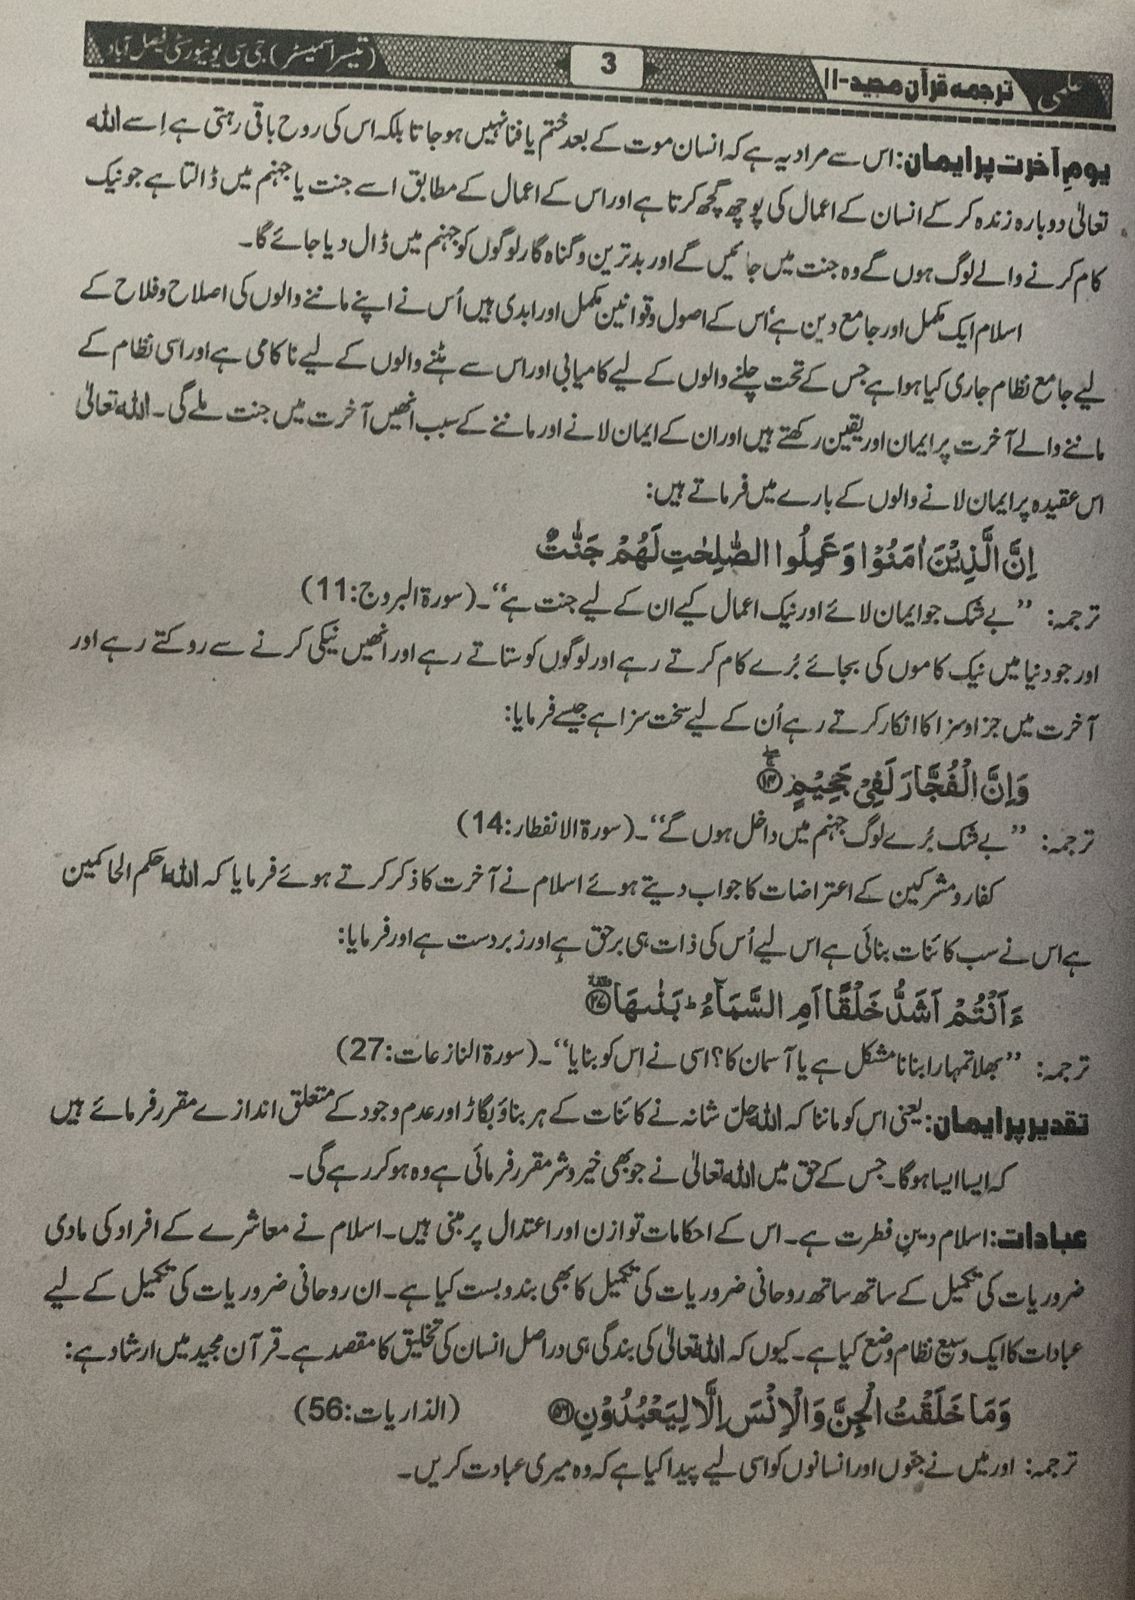 علمی ترجمہ قرآن مجید-II 3 (تیسرا سمیسٹر) جی سی یونیورسٹی فیصل آباد
یومِ آخرت پر ایمان: اس سے مراد یہ ہے کہ انسان موت کے بعد ختم یا فنا نہیں ہو جاتا بلکہ اس کی روح باقی رہتی ہے اِسے اللہ
تعالیٰ دوبارہ زندہ کر کے انسان کے اعمال کی پوچھ گچھ کرتا ہے اور اس کے اعمال کے مطابق اسے جنت یا جہنم میں ڈالتا ہے جو نیک
کام کرنے والے لوگ ہوں گے وہ جنت میں جائیں گے اور بدترین و گناہ گار لوگوں کو جہنم میں ڈال دیا جائے گا۔
اسلام ایک مکمل اور جامع دین ہے اُس کے اصول و قوانین مکمل اور ابدی ہیں اُس نے اپنے ماننے والوں کی اصلاح و فلاح کے
لیے جامع نظام جاری کیا ہوا ہے جس کے تحت چلنے والوں کے لیے کامیابی اور اس سے ہٹنے والوں کے لیے ناکامی ہے اور اسی نظام کے
ماننے والے آخرت پر ایمان اور یقین رکھتے ہیں اور ان کے ایمان لانے اور ماننے کے سبب انھیں آخرت میں جنت ملے گی۔ اللہ تعالیٰ
اس عقیدہ پر ایمان لانے والوں کے بارے میں فرماتے ہیں:
اِنَّ الَّذِیْنَ اٰمَنُوْا وَ عَمِلُوا الصّٰلِحٰتِ لَهُمْ جَنّٰتٌ
ترجمہ: ”بے شک جو ایمان لائے اور نیک اعمال کیے ان کے لیے جنت ہے“۔ (سورۃ البروج:11)
اور جو دنیا میں نیک کاموں کی بجائے بُرے کام کرتے رہے اور لوگوں کو ستاتے رہے اور انھیں نیکی کرنے سے روکتے رہے اور
آخرت میں جزا و سزا کا انکار کرتے رہے اُن کے لیے سخت سزا ہے جیسے فرمایا:
وَ اِنَّ الْفُجَّارَ لَفِیْ جَحِیْمٍ ﴿۱۴﴾
ترجمہ: ”بے شک بُرے لوگ جہنم میں داخل ہوں گے“۔ (سورۃ الانفطار:14)
کفار و مشرکین کے اعتراضات کا جواب دیتے ہوئے اسلام نے آخرت کا ذکر کرتے ہوئے فرمایا کہ اللہ احکم الحاکمین
ہے اس نے سب کائنات بنائی ہے اس لیے اُس کی ذات ہی برحق ہے اور زبردست ہے اور فرمایا:
ءَاَنْتُمْ اَشَدُّ خَلْقًا اَمِ السَّمَآءُ ؕ بَنٰىهَا ﴿۲۷﴾
ترجمہ: ”بھلا تمہارا بنانا مشکل ہے یا آسمان کا؟ اسی نے اس کو بنایا“۔ (سورۃ النازعات:27)
تقدیر پر ایمان: یعنی اس کو ماننا کہ اللہ جل شانہ نے کائنات کے ہر بناؤ بگاڑ اور عدم وجود کے متعلق اندازے مقرر فرمائے ہیں
کہ ایسا ایسا ہوگا۔ جس کے حق میں اللہ تعالیٰ نے جو بھی خیر و شر مقرر فرمائی ہے وہ ہو کر رہے گی۔
عبادات: اسلام دینِ فطرت ہے۔ اس کے احکامات توازن اور اعتدال پر مبنی ہیں۔ اسلام نے معاشرے کے افراد کی مادی
ضروریات کی تکمیل کے ساتھ ساتھ روحانی ضروریات کی تکمیل کا بھی بندوبست کیا ہے۔ ان روحانی ضروریات کی تکمیل کے لیے
عبادات کا ایک وسیع نظام وضع کیا ہے۔ کیوں کہ اللہ تعالیٰ کی بندگی ہی دراصل انسان کی تخلیق کا مقصد ہے۔ قرآن مجید میں ارشاد ہے:
وَ مَا خَلَقْتُ الْجِنَّ وَ الْاِنْسَ اِلَّا لِیَعْبُدُوْنِ ﴿۵۶﴾ (الذاریات:56)
ترجمہ: اور میں نے جنّوں اور انسانوں کو اسی لیے پیدا کیا ہے کہ وہ میری عبادت کریں۔